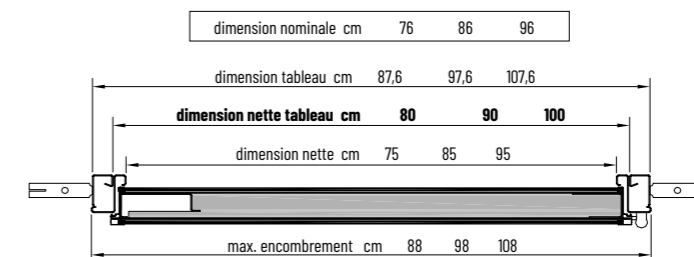 dimension nominale cm 76 86 96
dimension tableau cm 87,6 97,6 107,6
dimension nette tableau cm 80 90 100
dimension nette cm 75 85 95
max. encombrement cm 88 98 108